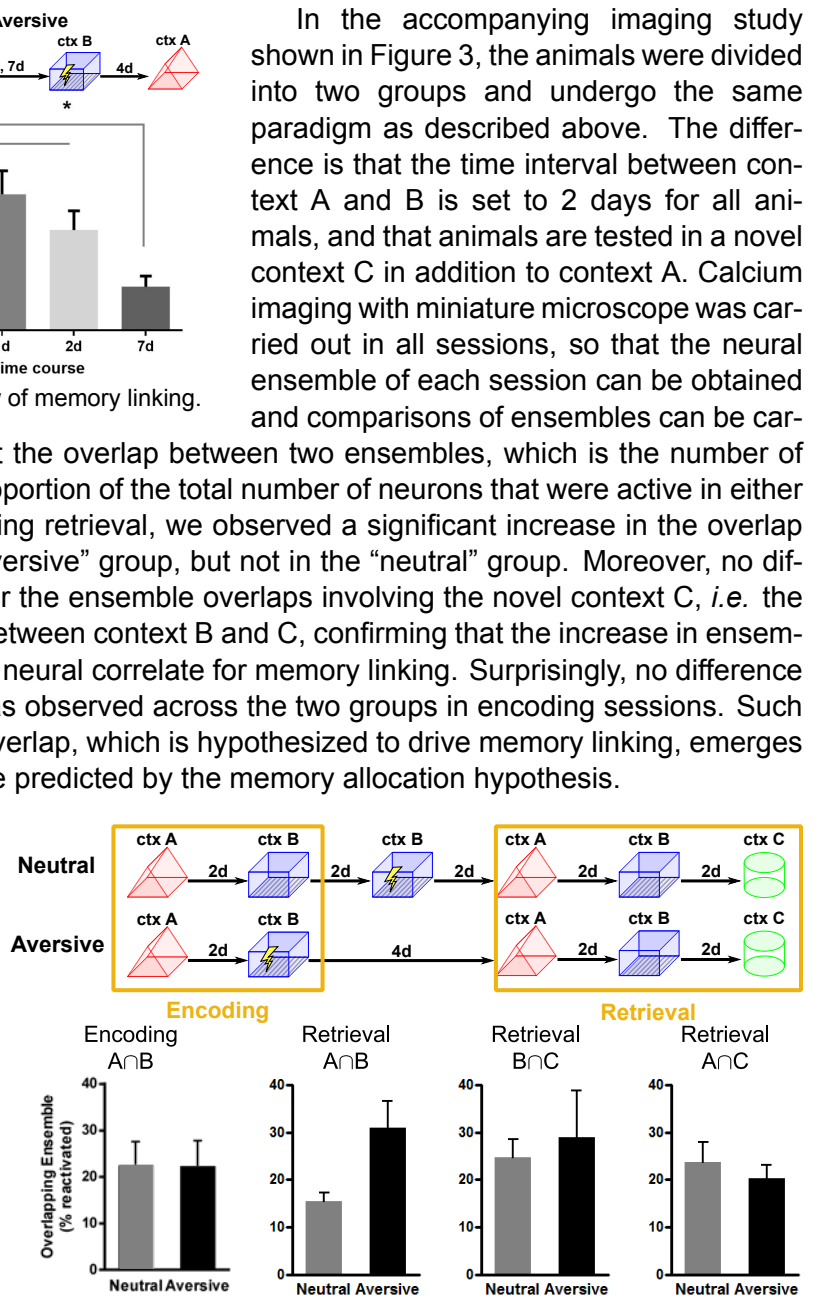 Aversive
ctx B ctx A
, 7d 4d
*
d 2d 7d
ime course
y of memory linking.
In the accompanying imaging study
shown in Figure 3, the animals were divided
into two groups and undergo the same
paradigm as described above. The differ-
ence is that the time interval between con-
text A and B is set to 2 days for all ani-
mals, and that animals are tested in a novel
context C in addition to context A. Calcium
imaging with miniature microscope was car-
ried out in all sessions, so that the neural
ensemble of each session can be obtained
and comparisons of ensembles can be car-
t the overlap between two ensembles, which is the number of
oportion of the total number of neurons that were active in either
ing retrieval, we observed a significant increase in the overlap
versive” group, but not in the “neutral” group. Moreover, no dif-
r the ensemble overlaps involving the novel context C, i.e. the
etween context B and C, confirming that the increase in ensem-
neural correlate for memory linking. Surprisingly, no difference
as observed across the two groups in encoding sessions. Such
verlap, which is hypothesized to drive memory linking, emerges
e predicted by the memory allocation hypothesis.
ctx A ctx B ctx B ctx A ctx B ctx C
Neutral 2d 2d 2d 2d 2d
ctx A ctx B ctx A ctx B ctx C
Aversive 2d 4d 2d 2d
Encoding Retrieval
Encoding
A∩B
Overlapping Ensemble
(% reactivated)
40
30
20
10
0
Neutral Aversive
Retrieval
A∩B
40
30
20
10
0
Neutral Aversive
Retrieval
B∩C
40
30
20
10
0
Neutral Aversive
Retrieval
A∩C
40
30
20
10
0
Neutral Aversive